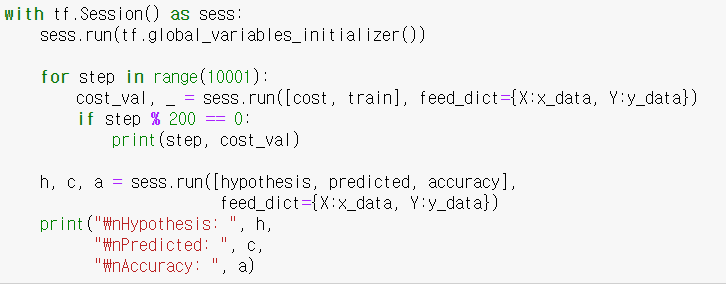 with tf.Session() as sess:
    sess.run(tf.global_variables_initializer())

    for step in range(10001):
        cost_val, _ = sess.run([cost, train], feed_dict={X:x_data, Y:y_data})
        if step % 200 == 0:
            print(step, cost_val)

    h, c, a = sess.run([hypothesis, predicted, accuracy],
                       feed_dict={X:x_data, Y:y_data})
    print("₩nHypothesis: ", h,
          "₩nPredicted: ", c,
          "₩nAccuracy: ", a)